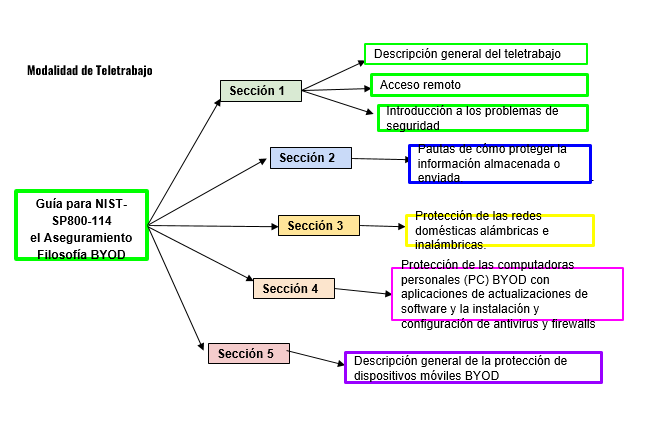 Modalidad de Teletrabajo
Guía para NIST-
SP800-114
el Aseguramiento
Filosofía BYOD
Sección 1
Descripción general del teletrabajo
Acceso remoto
Introducción a los problemas de
seguridad
Sección 2
Pautas de cómo proteger la
información almacenada o
enviada
Sección 3
Protección de las redes
domésticas alámbricas e
inalámbricas.
Sección 4
Protección de las computadoras
personales (PC) BYOD con
aplicaciones de actualizaciones de
software y la instalación y
configuración de antivirus y firewalls
Sección 5
Descripción general de la protección de
dispositivos móviles BYOD